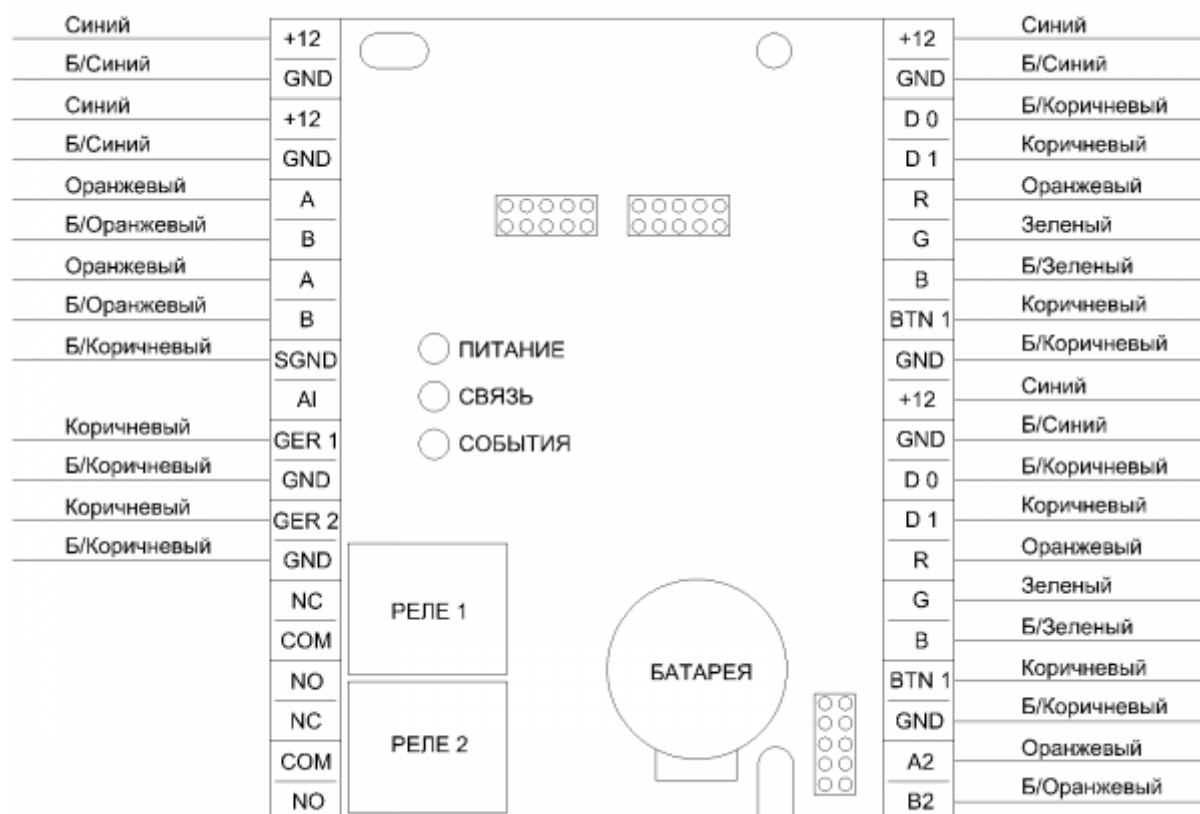 Синий
+12
Б/Синий
GND
Синий
+12
Б/Синий
GND
Оранжевый
A
Б/Оранжевый
B
Оранжевый
A
Б/Оранжевый
B
Б/Коричневый
SGND
AI
Коричневый
GER 1
Б/Коричневый
GND
Коричневый
GER 2
Б/Коричневый
GND
NC
COM
NO
NC
COM
NO
ПИТАНИЕ
СВЯЗЬ
СОБЫТИЯ
РЕЛЕ 1
РЕЛЕ 2
БАТАРЕЯ
+12
Синий
GND
Б/Синий
D 0
Б/Коричневый
D 1
Коричневый
R
Оранжевый
G
Зеленый
B
Б/Зеленый
BTN 1
Коричневый
GND
Б/Коричневый
+12
Синий
GND
Б/Синий
D 0
Б/Коричневый
D 1
Коричневый
R
Оранжевый
G
Зеленый
B
Б/Зеленый
BTN 1
Коричневый
GND
Б/Коричневый
A2
Оранжевый
B2
Б/Оранжевый